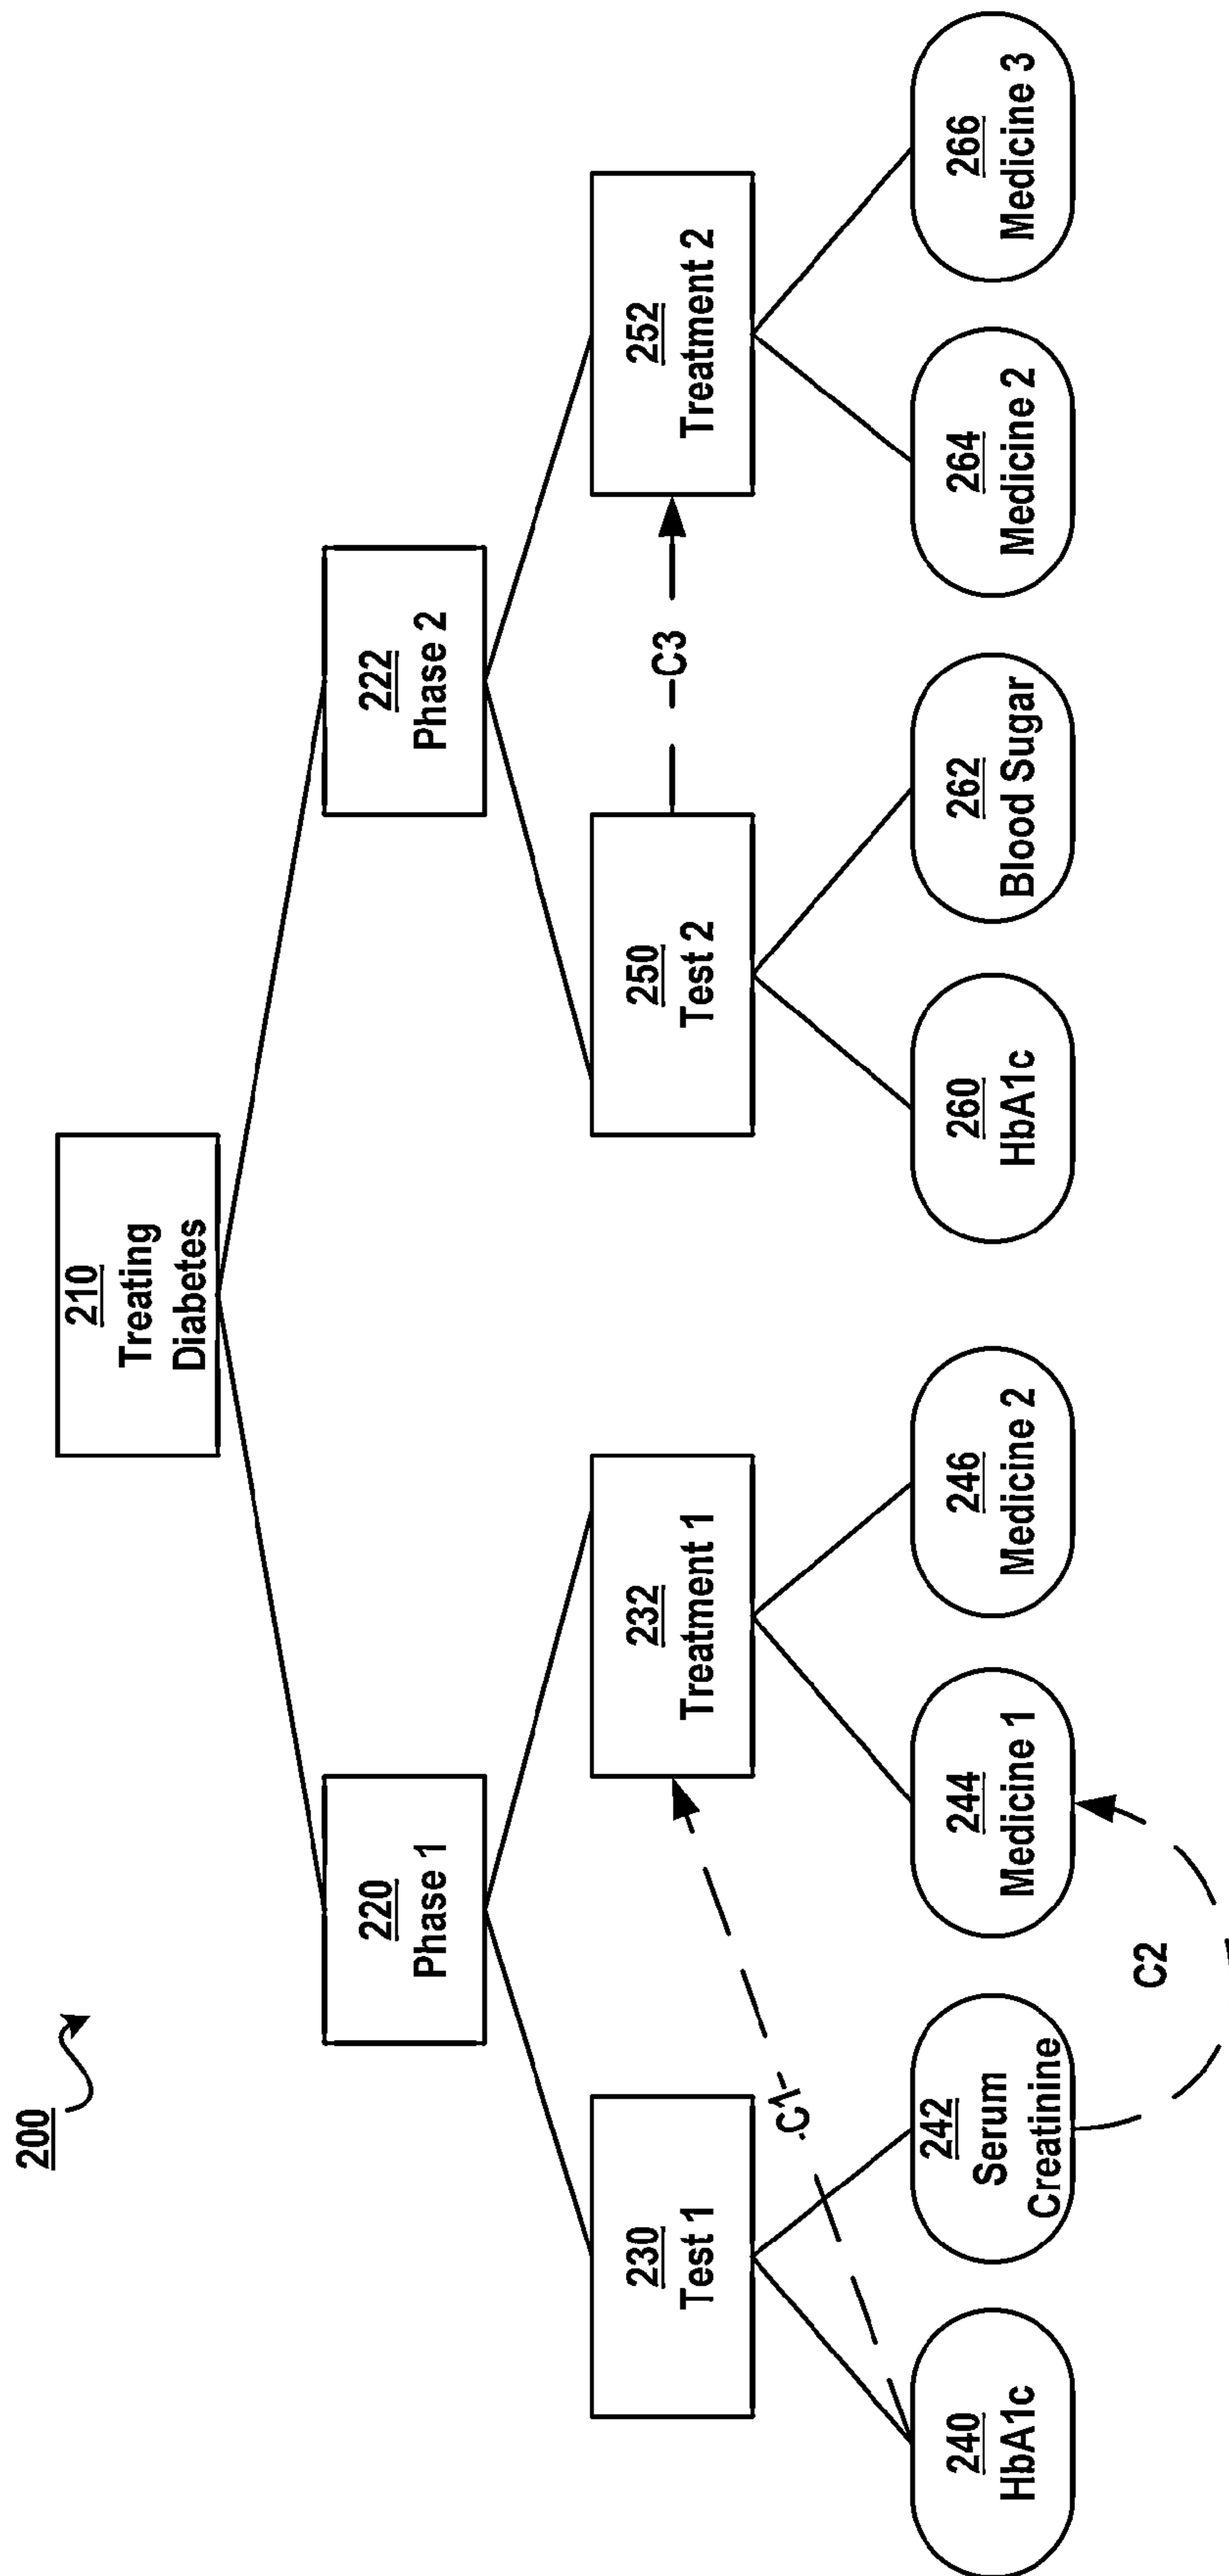 200
210
Treating
Diabetes
220
Phase 1
222
Phase 2
230
Test 1
232
Treatment 1
250
Test 2
252
Treatment 2
C1
C3
240
HbA1c
242
Serum
Creatinine
244
Medicine 1
246
Medicine 2
260
HbA1c
262
Blood Sugar
264
Medicine 2
266
Medicine 3
C2